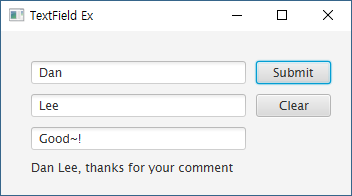 TextField Ex
Dan Submit
Lee Clear
Good~!
Dan Lee, thanks for your comment